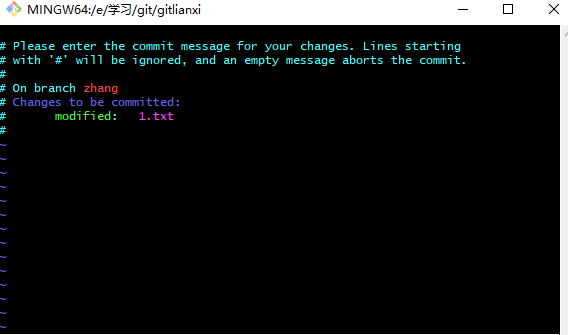 MINGW64:/e/学习/git/gitlianxi
# Please enter the commit message for your changes. Lines starting
# with '#' will be ignored, and an empty message aborts the commit.
#
# On branch zhang
# Changes to be committed:
#       modified:   1.txt
#
~
~
~
~
~
~
~
~
~
~
~
~
~
~